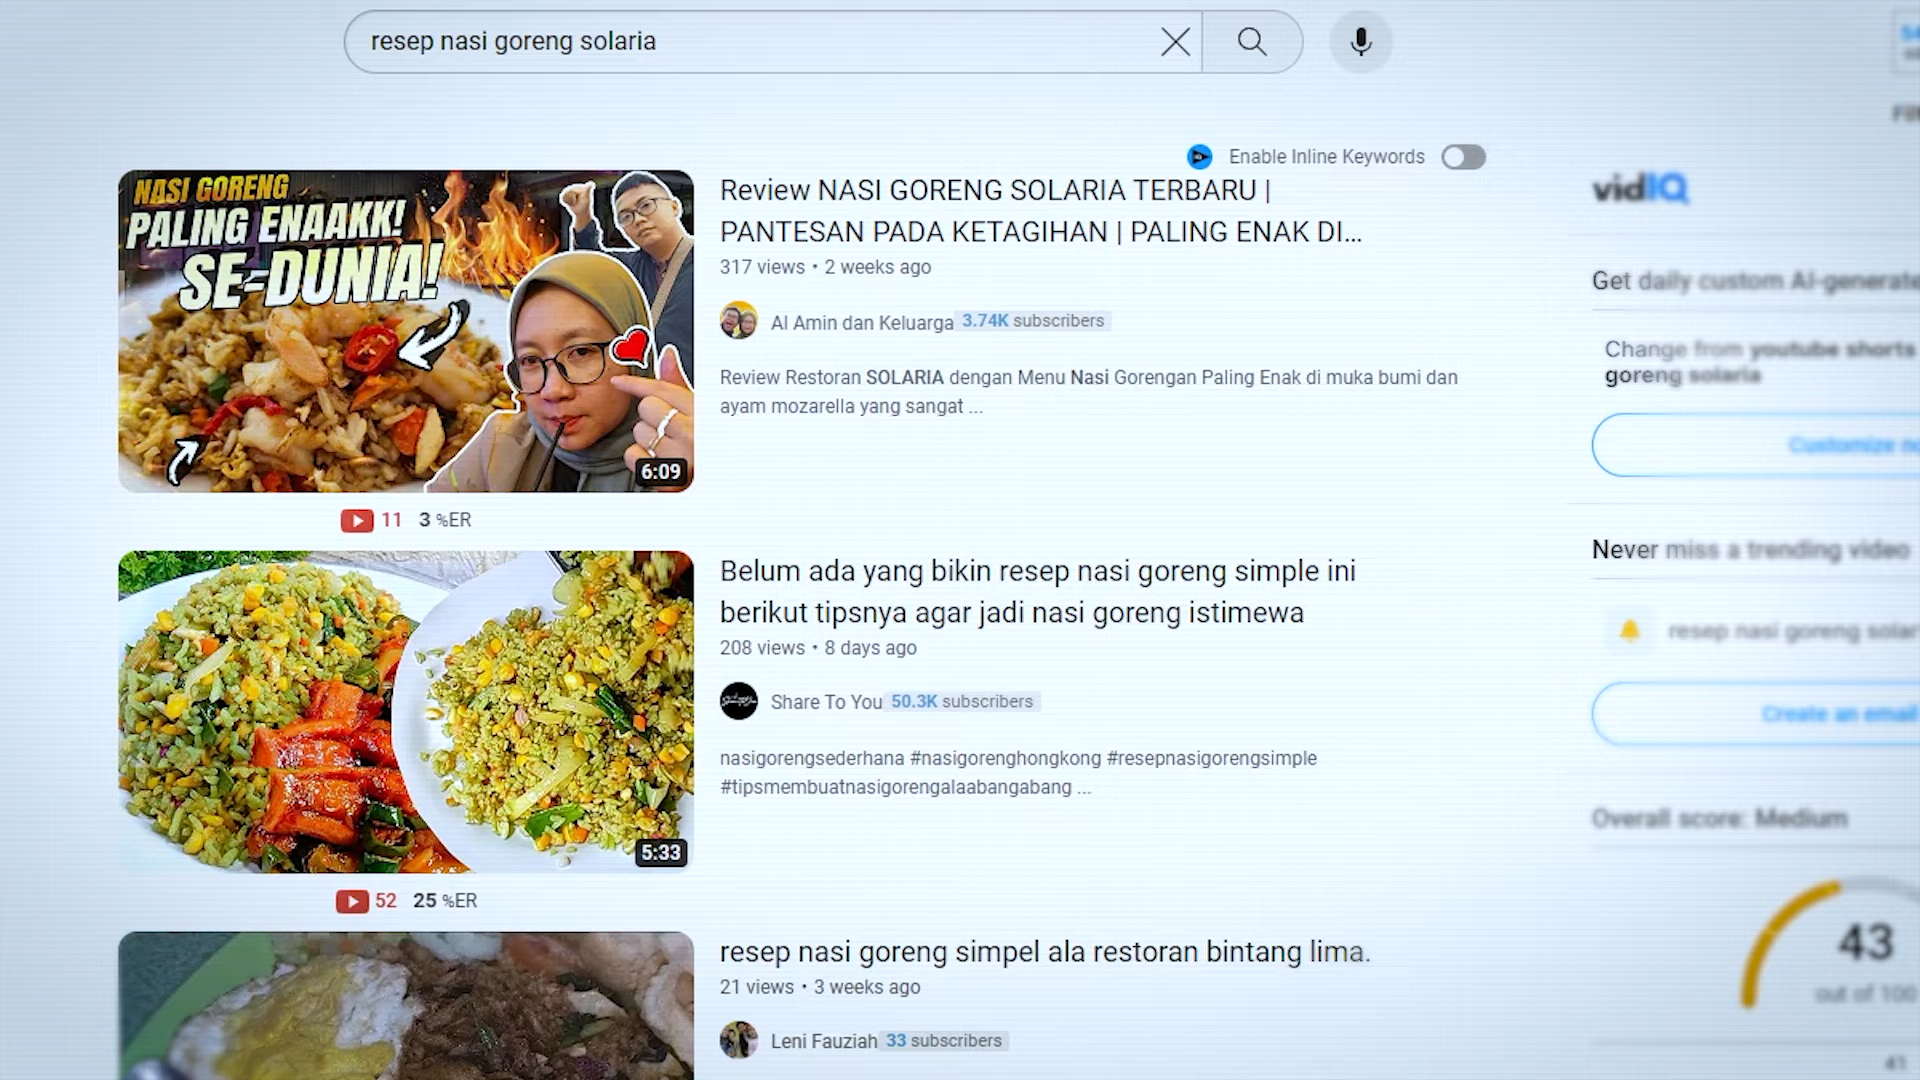 resep nasi goreng solaria
Enable Inline Keywords
NASI GORENG
PALING ENAAKK!
SE-DUNIA!
6:09
Review NASI GORENG SOLARIA TERBARU |
PANTESAN PADA KETAGIHAN | PALING ENAK DI...
317 views • 2 weeks ago
Al Amin dan Keluarga 3.74K subscribers
Review Restoran SOLARIA dengan Menu Nasi Gorengan Paling Enak di muka bumi dan
ayam mozarella yang sangat ...
11 3 %ER
5:33
Belum ada yang bikin resep nasi goreng simple ini
berikut tipsnya agar jadi nasi goreng istimewa
208 views • 8 days ago
Share To You 50.3K subscribers
nasigorengsederhana #nasigorenghongkong #resepnasigorengsimple
#tipsmembuatnasigorengalaabangabang ...
52 25 %ER
resep nasi goreng simpel ala restoran bintang lima.
21 views • 3 weeks ago
Leni Fauziah 33 subscribers
vidIQ
Get daily custom AI-generate
Change from youtube shorts
goreng solaria
Customize
Never miss a trending video
resep nasi goreng solar
Create an email
Overall score: Medium
43
out of 100
41